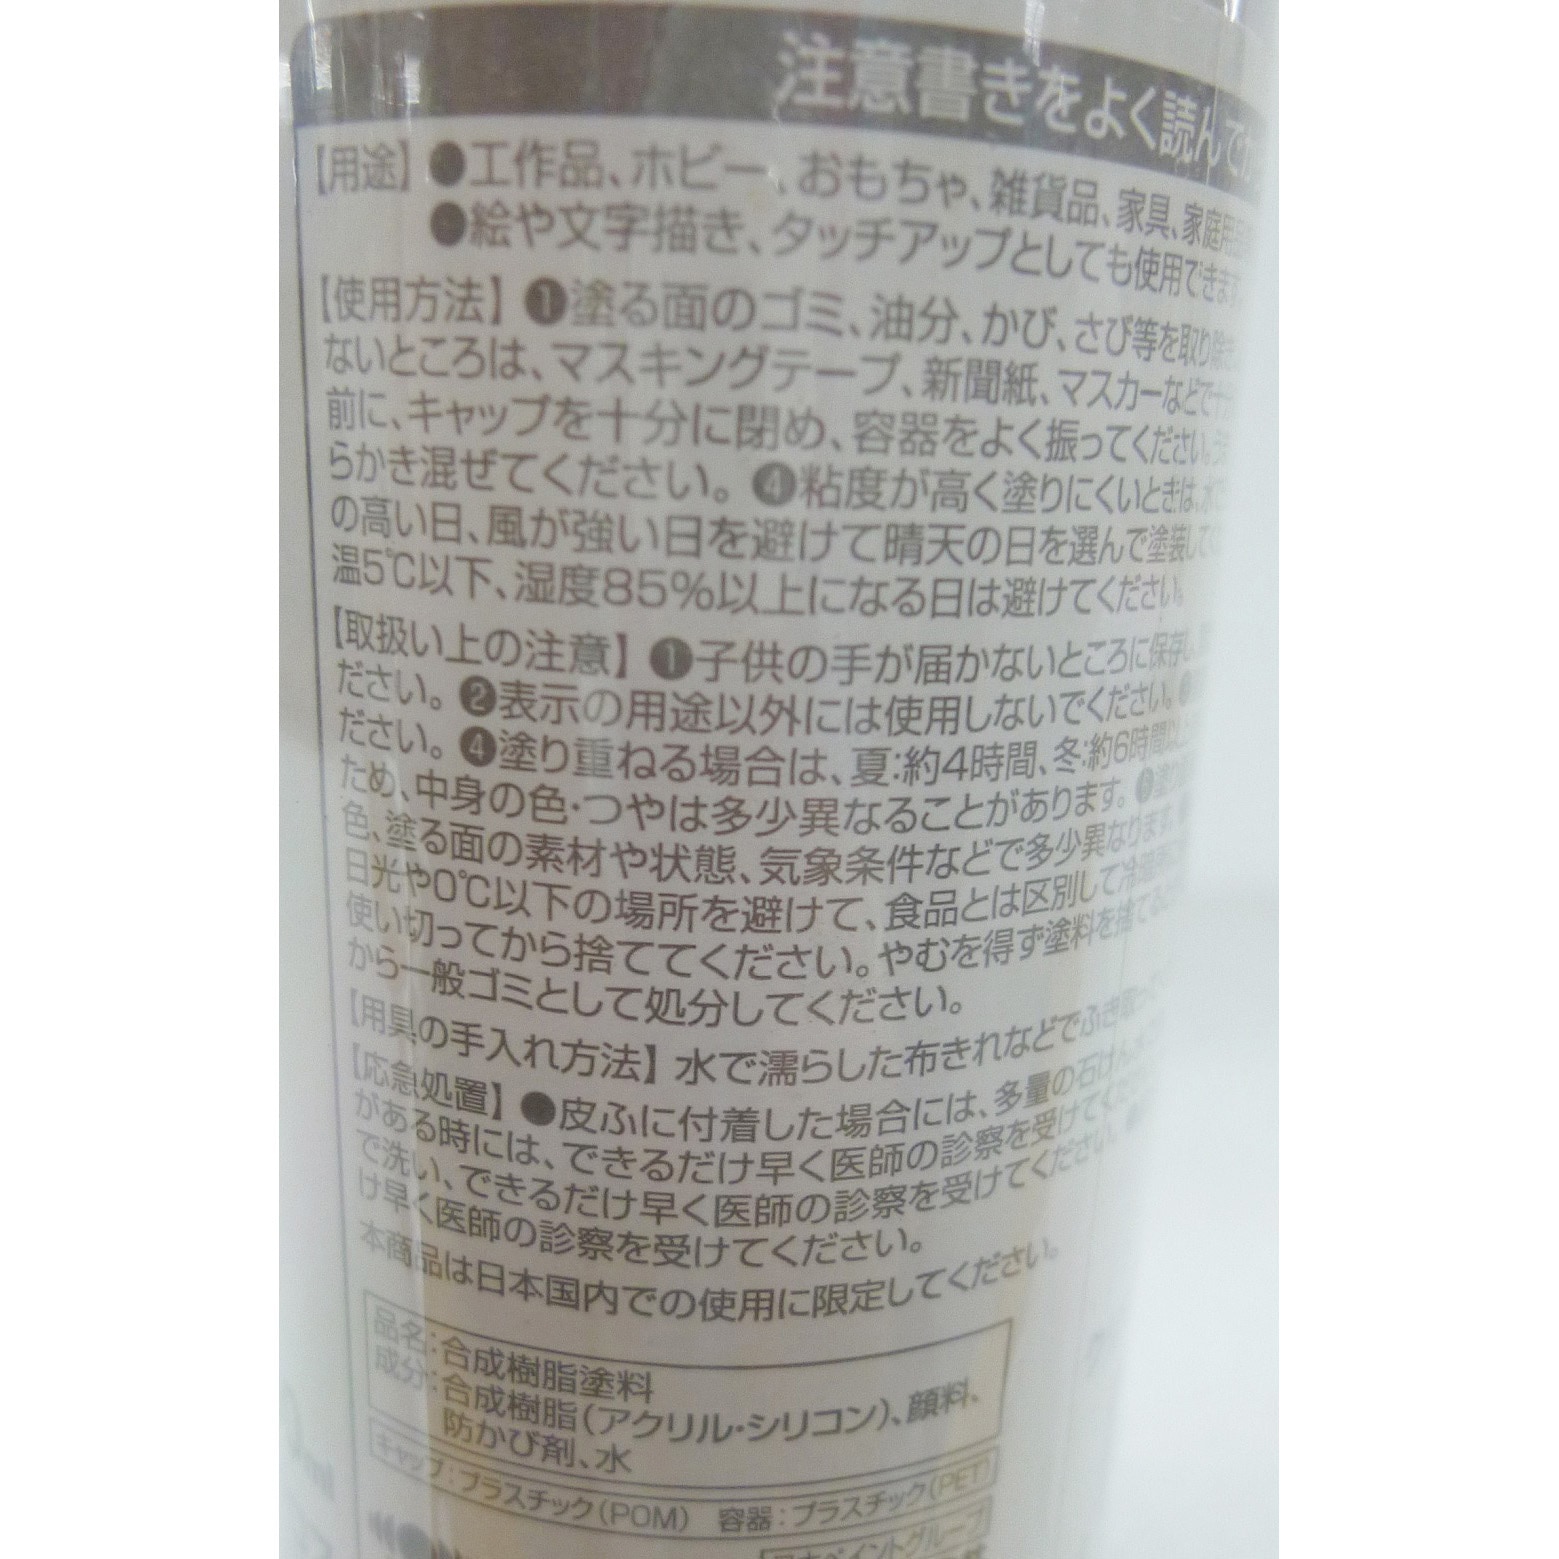 注意書きをよく読んでか
【用途】●工作品、ホビー、おもちゃ、雑貨品、家具、家庭用
●絵や文字描き、タッチアップとしても使用できます
【使用方法】❶塗る面のゴミ、油分、かび、さび等を取り除き
ないところは、マスキングテープ、新聞紙、マスカーなどで十分
前に、キャップを十分に閉め、容器をよく振ってください。
らかき混ぜてください。❹粘度が高く塗りにくいときは、水
の高い日、風が強い日を避けて晴天の日を選んで塗装して
温5℃以下、湿度85%以上になる日は避けてください。
【取扱い上の注意】❶子供の手が届かないところに保存し
ださい。❷表示の用途以外には使用しないでください。
ださい。❹塗り重ねる場合は、夏:約4時間、冬:約6時間以上
ため、中身の色・つやは多少異なることがあります。
色、塗る面の素材や状態、気象条件などで多少異なります。
日光や0℃以下の場所を避けて、食品とは区別して冷暗
使い切ってから捨ててください。やむを得ず塗料を捨てる
から一般ゴミとして処分してください。
【用具の手入れ方法】水で濡らした布きれなどでふき取っ
【応急処置】●皮ふに付着した場合には、多量の石けん
がある時には、できるだけ早く医師の診察を受けてくだ
で洗い、できるだけ早く医師の診察を受けてください。
け早く医師の診察を受けてください。
本商品は日本国内での使用に限定してください。
品名:合成樹脂塗料
成分:合成樹脂(アクリル・シリコン)、顔料、
防かび剤、水
キャップ:プラスチック(POM) 容器:プラスチック(PET)
ペイントグループ